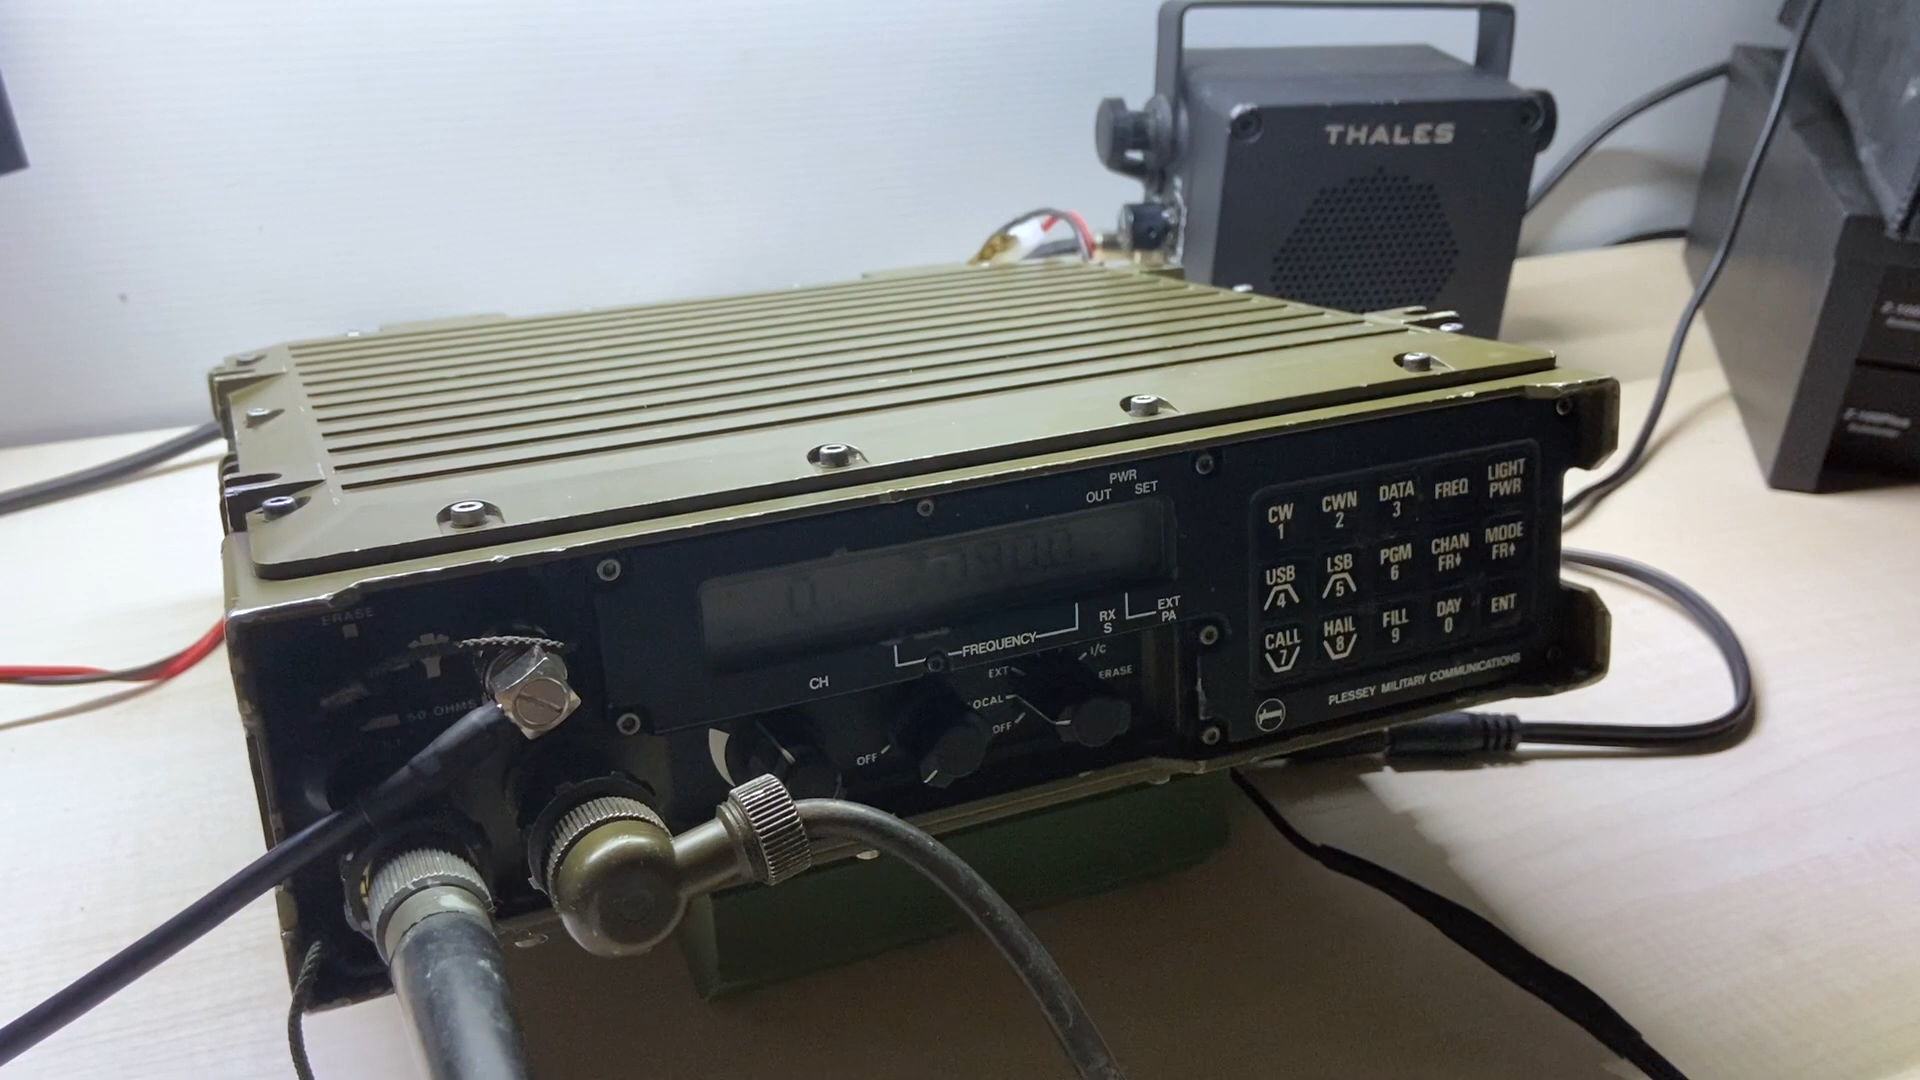 THALES
PWR
OUT SET
ERASE
50 OHMS
FREQUENCY
RX
S
EXT
PA
CH
I/C
EXT
ERASE
LOCAL
OFF
OFF
CW
1
CWN
2
DATA
3
FREQ
LIGHT
PWR
USB
4
LSB
5
PGM
6
CHAN
FR
MODE
FR
CALL
7
HAIL
8
FILL
9
DAY
0
ENT
PLESSEY MILITARY COMMUNICATIONS